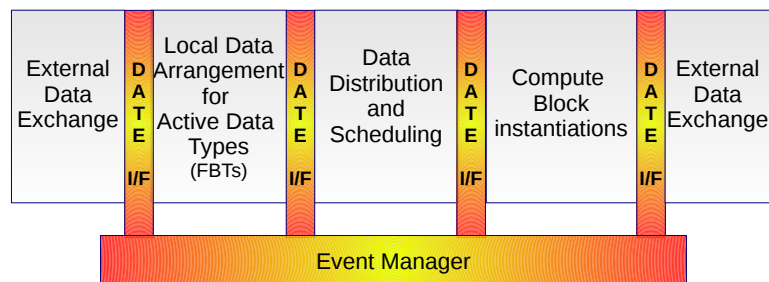 External
Data
Exchange
D
A
T
E
I/F
Local Data
Arrangement
for
Active Data
Types
(FBTs)
D
A
T
E
I/F
Data
Distribution
and
Scheduling
D
A
T
E
I/F
Compute
Block
instantiations
D
A
T
E
I/F
External
Data
Exchange
Event Manager